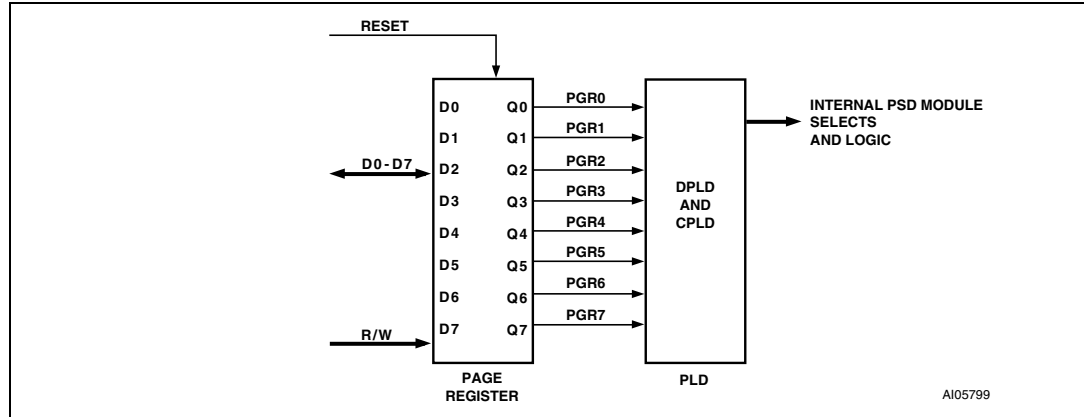 RESET
D0 Q0 PGR0
D1 Q1 PGR1
D0-D7 D2 Q2 PGR2
D3 Q3 PGR3
D4 Q4 PGR4
D5 Q5 PGR5
D6 Q6 PGR6
R/W D7 Q7 PGR7
PAGE
REGISTER
DPLD
AND
CPLD
PLD
INTERNAL PSD MODULE
SELECTS
AND LOGIC
AI05799